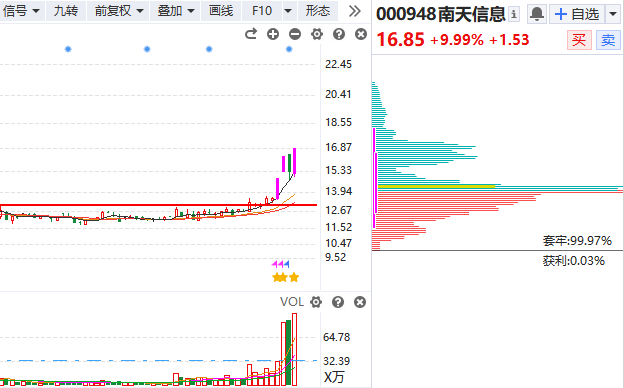 信号 九转 前复权 叠加 画线 F10 形态
000948南天信息
自选
16.85 +9.99% +1.53
买 卖
22.45
20.41
18.55
16.87
15.33
13.94
12.67
11.52
10.47
9.52
套牢:99.97%
获利:0.03%
VOL
64.78
32.39
X万